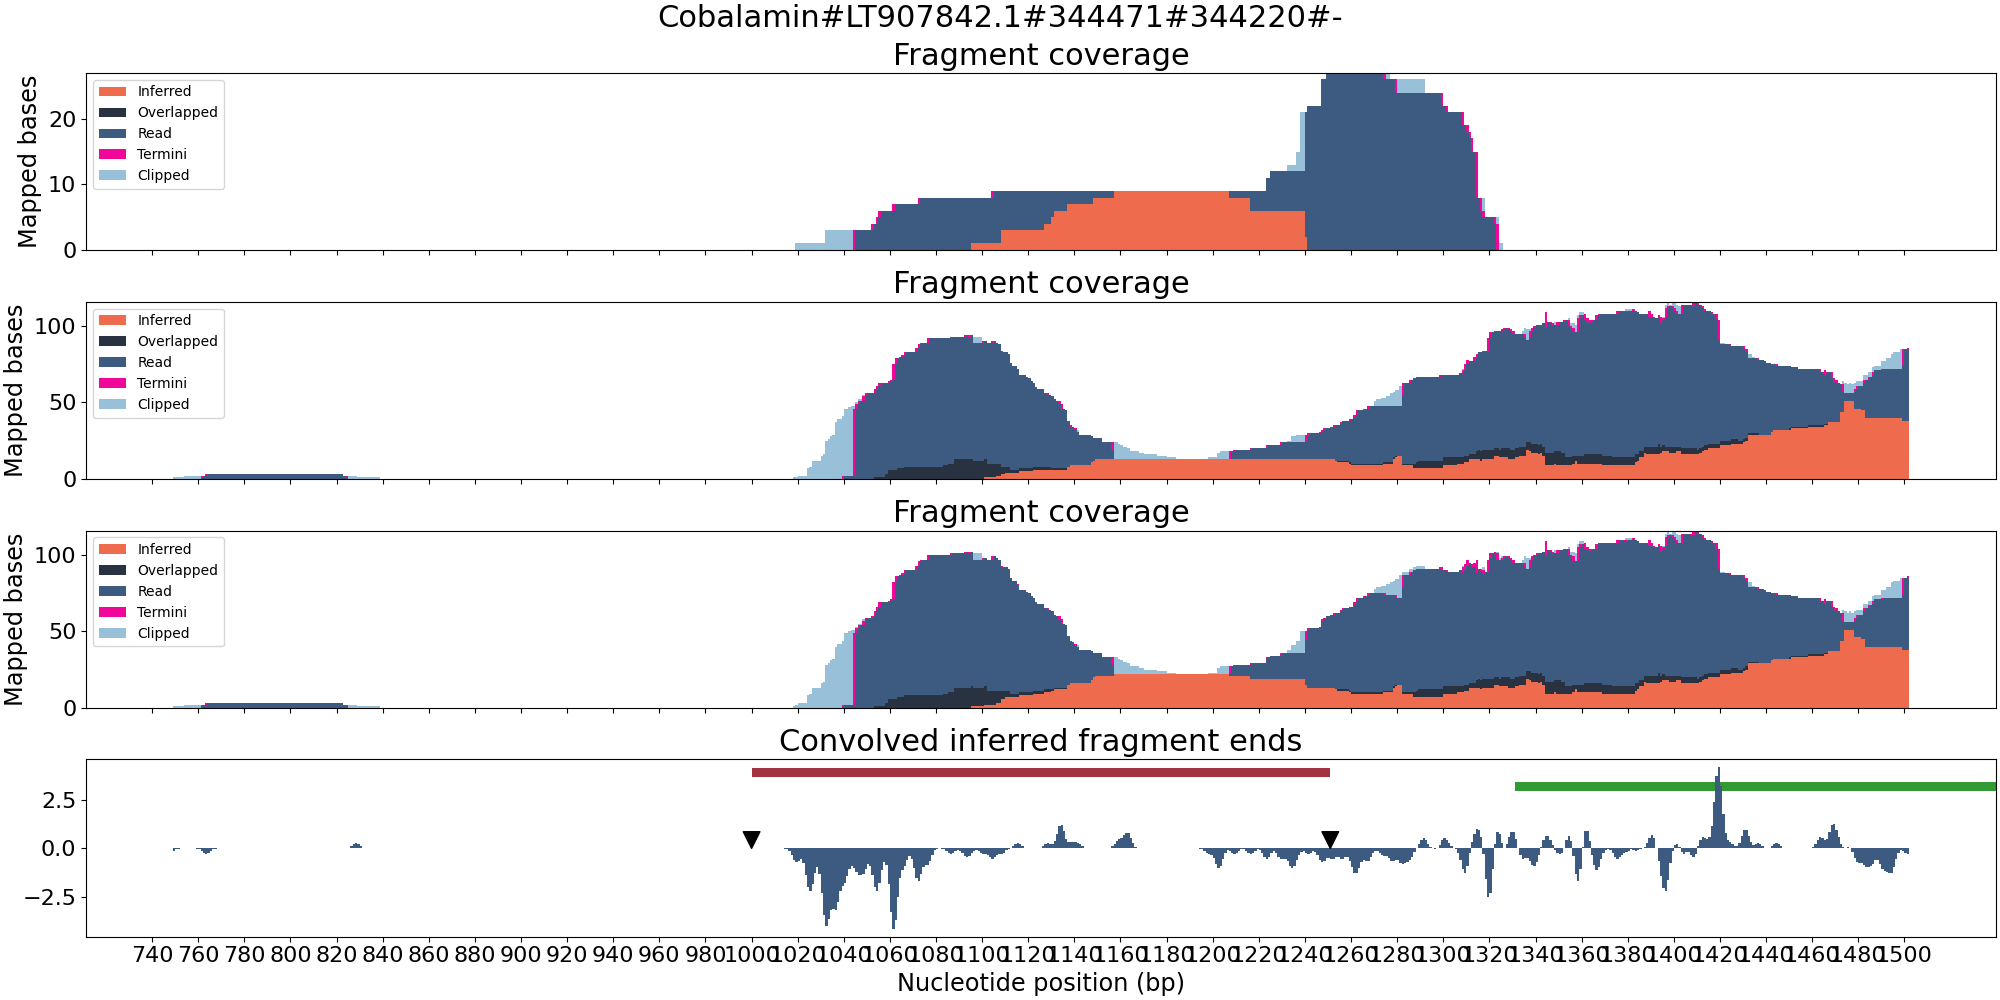 Cobalamin#LT907842.1#344471#344220#-
Fragment coverage
Mapped bases
20
10
0
Inferred
Overlapped
Read
Termini
Clipped
Fragment coverage
Mapped bases
100
50
0
Inferred
Overlapped
Read
Termini
Clipped
Fragment coverage
Mapped bases
100
50
0
Inferred
Overlapped
Read
Termini
Clipped
Convolved inferred fragment ends
2.5
0.0
−2.5
740 760 780 800 820 840 860 880 900 920 940 960 980 1000 1020 1040 1060 1080 1100 1120 1140 1160 1180 1200 1220 1240 1260 1280 1300 1320 1340 1360 1380 1400 1420 1440 1460 1480 1500
Nucleotide position (bp)